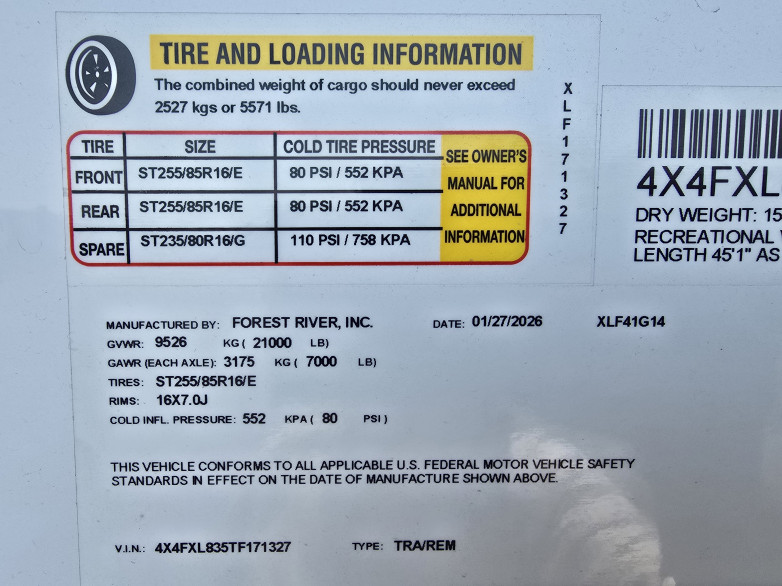 TIRE AND LOADING INFORMATION
The combined weight of cargo should never exceed
2527 kgs or 5571 lbs.
TIRE SIZE COLD TIRE PRESSURE
FRONT ST255/85R16/E 80 PSI / 552 KPA
REAR ST255/85R16/E 80 PSI / 552 KPA
SPARE ST235/80R16/G 110 PSI / 758 KPA
SEE OWNER'S
MANUAL FOR
ADDITIONAL
INFORMATION
XLF171327
4X4FXL
DRY WEIGHT: 15
RECREATIONAL
LENGTH 45'1" AS
MANUFACTURED BY: FOREST RIVER, INC. DATE: 01/27/2026 XLF41G14
GVWR: 9526 KG ( 21000 LB)
GAWR (EACH AXLE): 3175 KG ( 7000 LB)
TIRES: ST255/85R16/E
RIMS: 16X7.0J
COLD INFL. PRESSURE: 552 KPA ( 80 PSI )
THIS VEHICLE CONFORMS TO ALL APPLICABLE U.S. FEDERAL MOTOR VEHICLE SAFETY
STANDARDS IN EFFECT ON THE DATE OF MANUFACTURE SHOWN ABOVE.
V.I.N.: 4X4FXL835TF171327 TYPE: TRA/REM